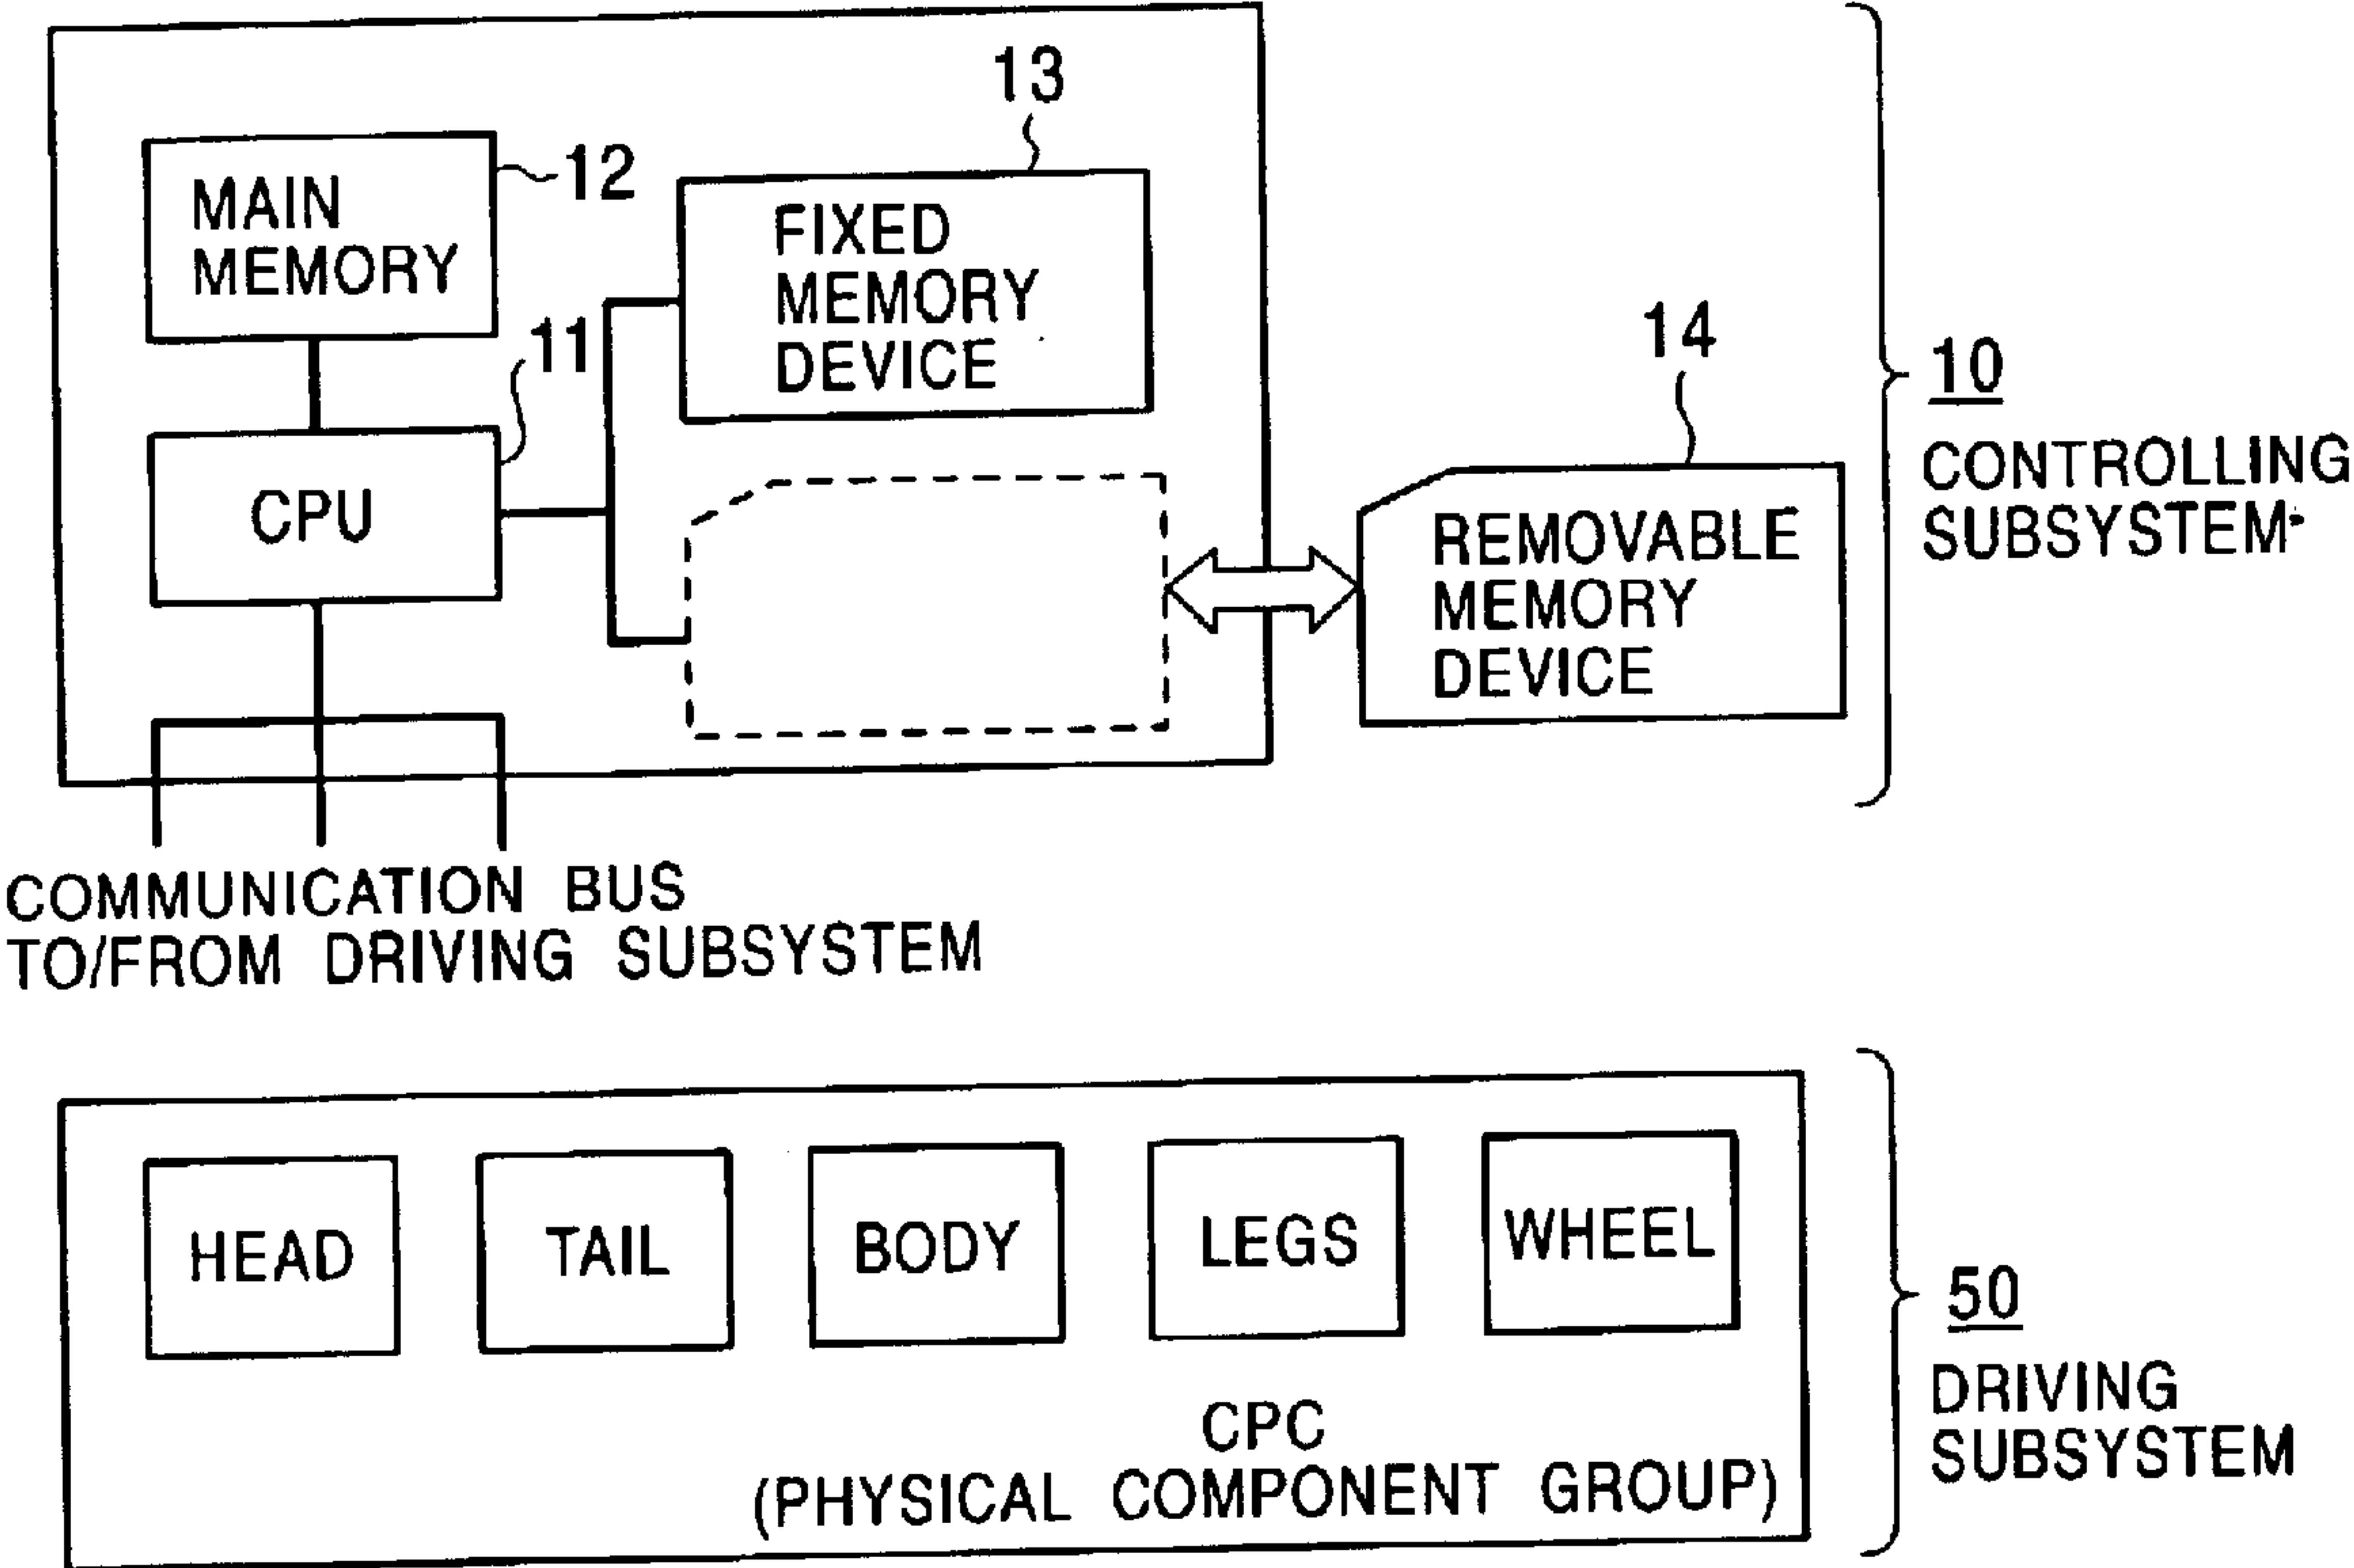 13
12
MAIN
MEMORY
FIXED
MEMORY
DEVICE
11
14
10
CPU
CONTROLLING
SUBSYSTEM
REMOVABLE
MEMORY
DEVICE
COMMUNICATION BUS
TO/FROM DRIVING SUBSYSTEM
HEAD
TAIL
BODY
LEGS
WHEEL
50
DRIVING
SUBSYSTEM
CPC
(PHYSICAL COMPONENT GROUP)